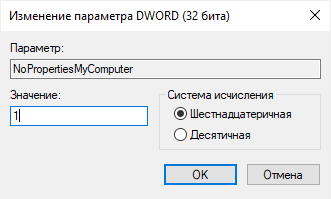 Изменение параметра DWORD (32 бита)
Параметр:
NoPropertiesMyComputer
Значение:
1
Система исчисления
Шестнадцатеричная
Десятичная
OK
Отмена